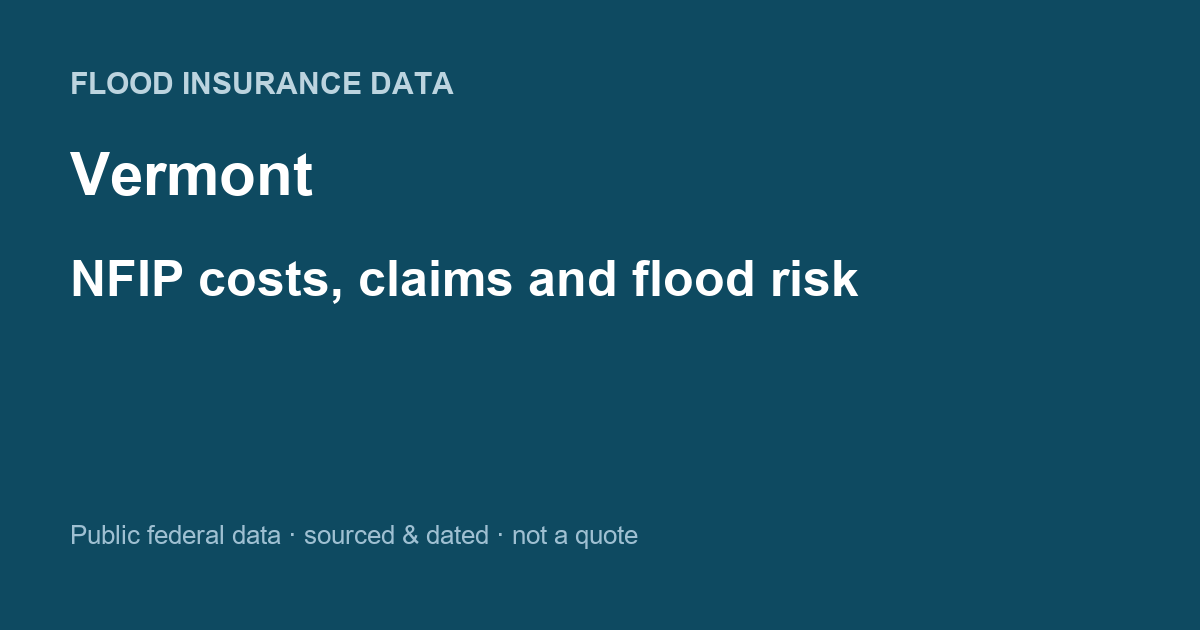 FLOOD INSURANCE DATA
Vermont
NFIP costs, claims and flood risk
Public federal data · sourced & dated · not a quote